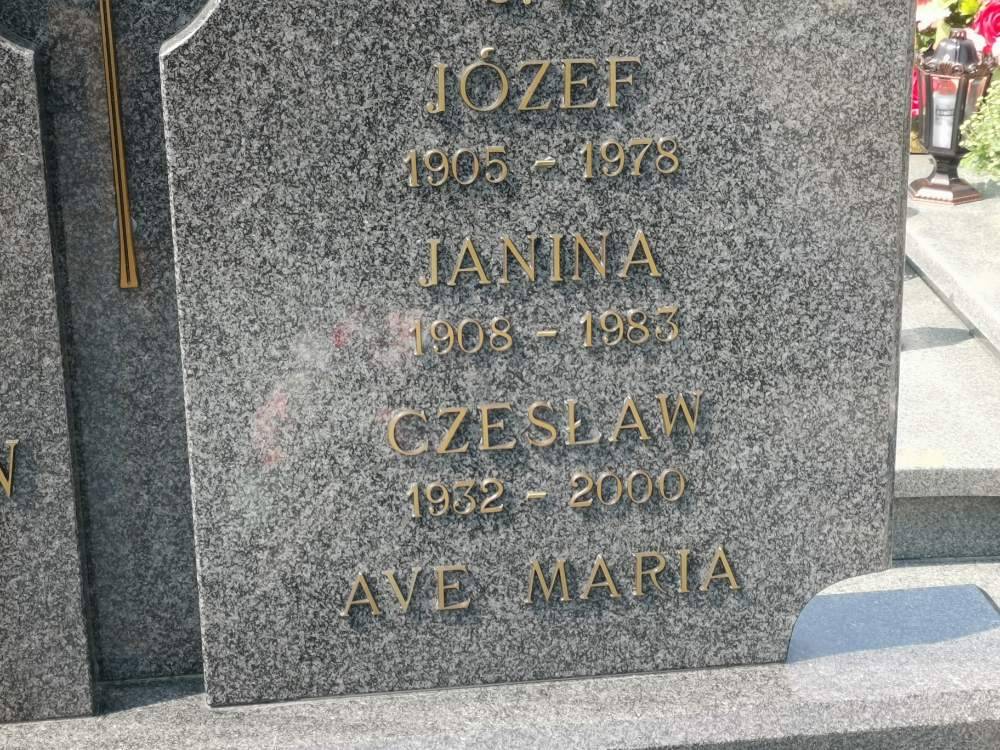 JÓZEF
1905 - 1978
JANINA
1908 - 1983
CZESŁAW
1932 - 2000
AVE MARIA